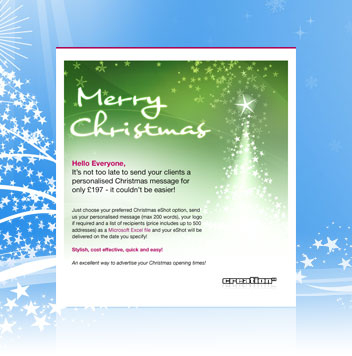 Merry
Christmas
Hello Everyone,
It's not too late to send your clients a
personalised Christmas message for
only £197 - it couldn't be easier!
Just choose your preferred Christmas eShot option, send
us your personalised message (max 200 words), your logo
if required and a list of recipients (price includes up to 500
addresses) as a Microsoft Excel file and your eShot will be
delivered on the date you specify!
Stylish, cost effective, quick and easy!
An excellent way to advertise your Christmas opening times!
creation